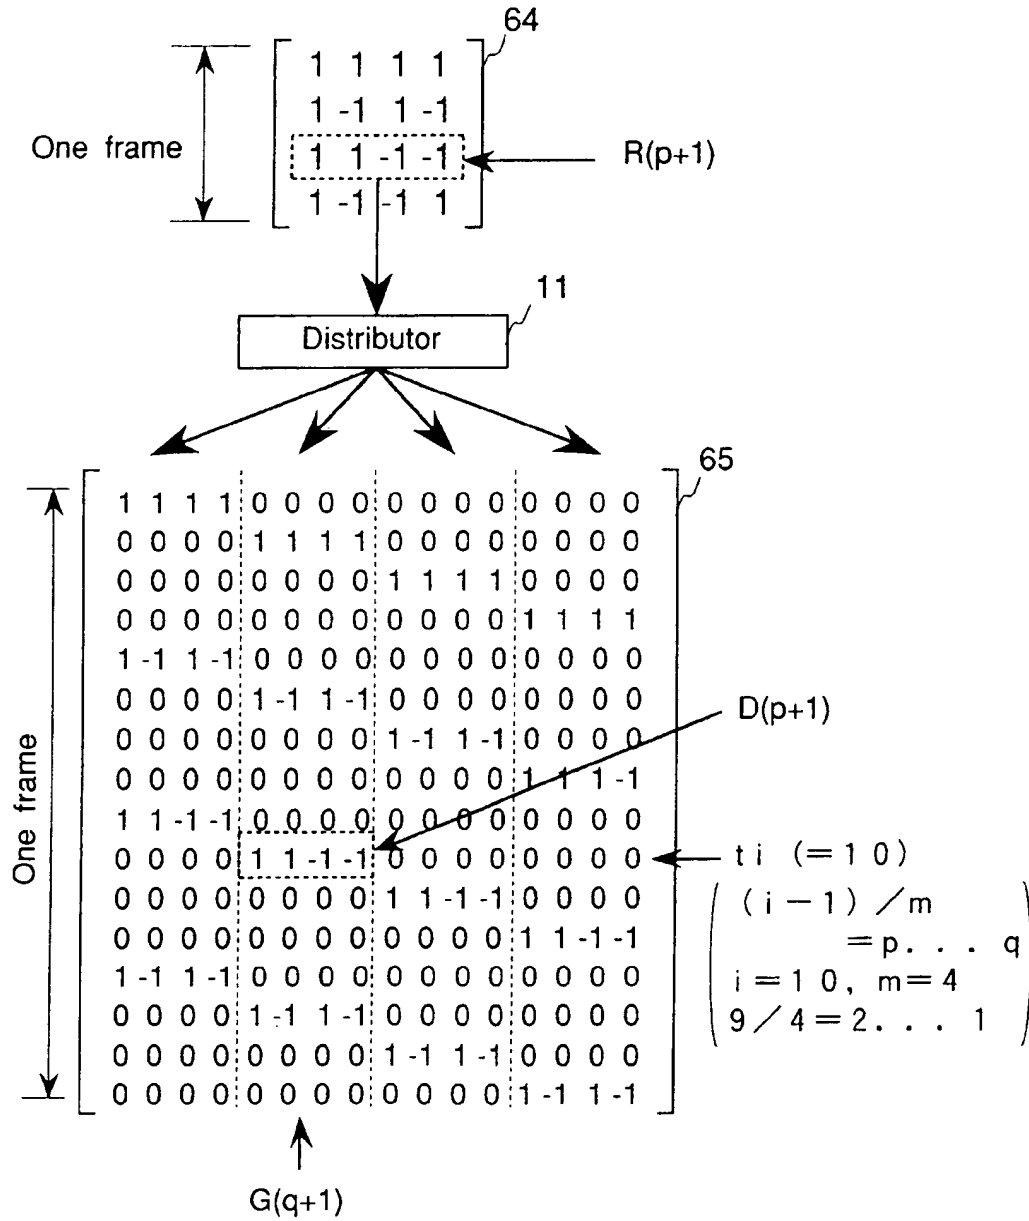 64
1 1 1 1
1 -1 1 -1
One frame
1 1 -1 -1
R(p+1)
1 -1 -1 1
11
Distributor
65
1 1 1 1 0 0 0 0 0 0 0 0 0 0 0 0
0 0 0 0 1 1 1 1 0 0 0 0 0 0 0 0
0 0 0 0 0 0 0 0 1 1 1 1 0 0 0 0
0 0 0 0 0 0 0 0 0 0 0 0 1 1 1 1
1 -1 1 -1 0 0 0 0 0 0 0 0 0 0 0 0
0 0 0 0 1 -1 1 -1 0 0 0 0 0 0 0 0
D(p+1)
0 0 0 0 0 0 0 0 1 -1 1 -1 0 0 0 0
0 0 0 0 0 0 0 0 0 0 0 0 1 1 1 -1
One frame
1 1 -1 -1 0 0 0 0 0 0 0 0 0 0 0 0
0 0 0 0 1 1 -1 -1 0 0 0 0 0 0 0 0
ti (=10)
0 0 0 0 0 0 0 0 1 1 -1 -1 0 0 0 0
(i-1)/m
0 0 0 0 0 0 0 0 0 0 0 0 1 1 -1 -1
=p... q
1 -1 1 -1 0 0 0 0 0 0 0 0 0 0 0 0
i=10, m=4
0 0 0 0 1 -1 1 -1 0 0 0 0 0 0 0 0
9/4=2... 1
0 0 0 0 0 0 0 0 1 -1 1 -1 0 0 0 0
0 0 0 0 0 0 0 0 0 0 0 0 1 -1 1 -1
G(q+1)